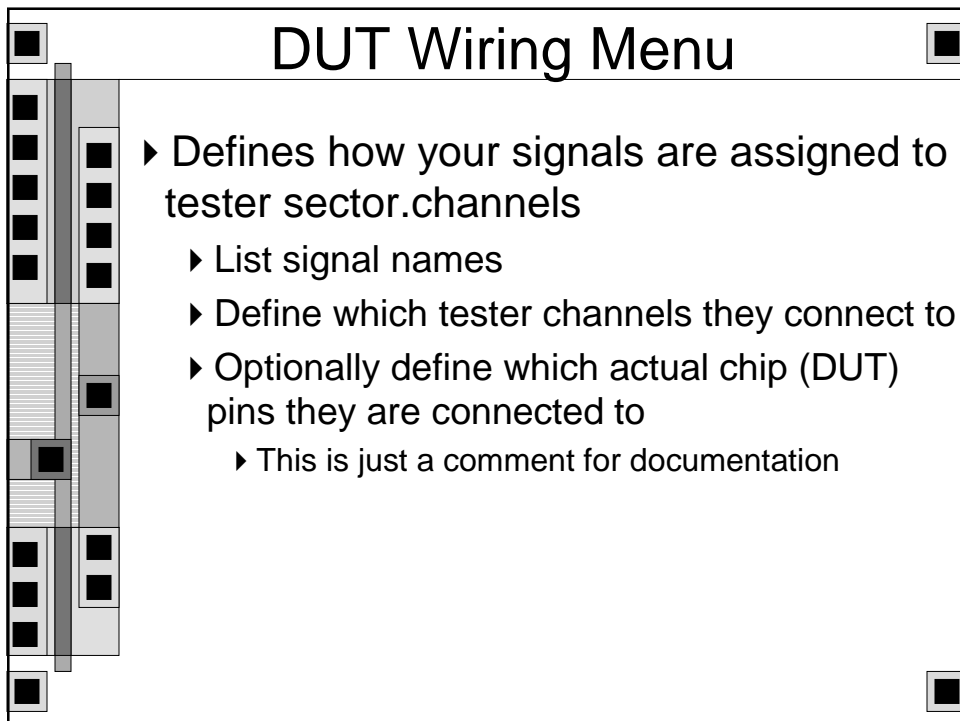 DUT Wiring Menu
Defines how your signals are assigned to
tester sector.channels
List signal names
Define which tester channels they connect to
Optionally define which actual chip (DUT)
pins they are connected to
This is just a comment for documentation